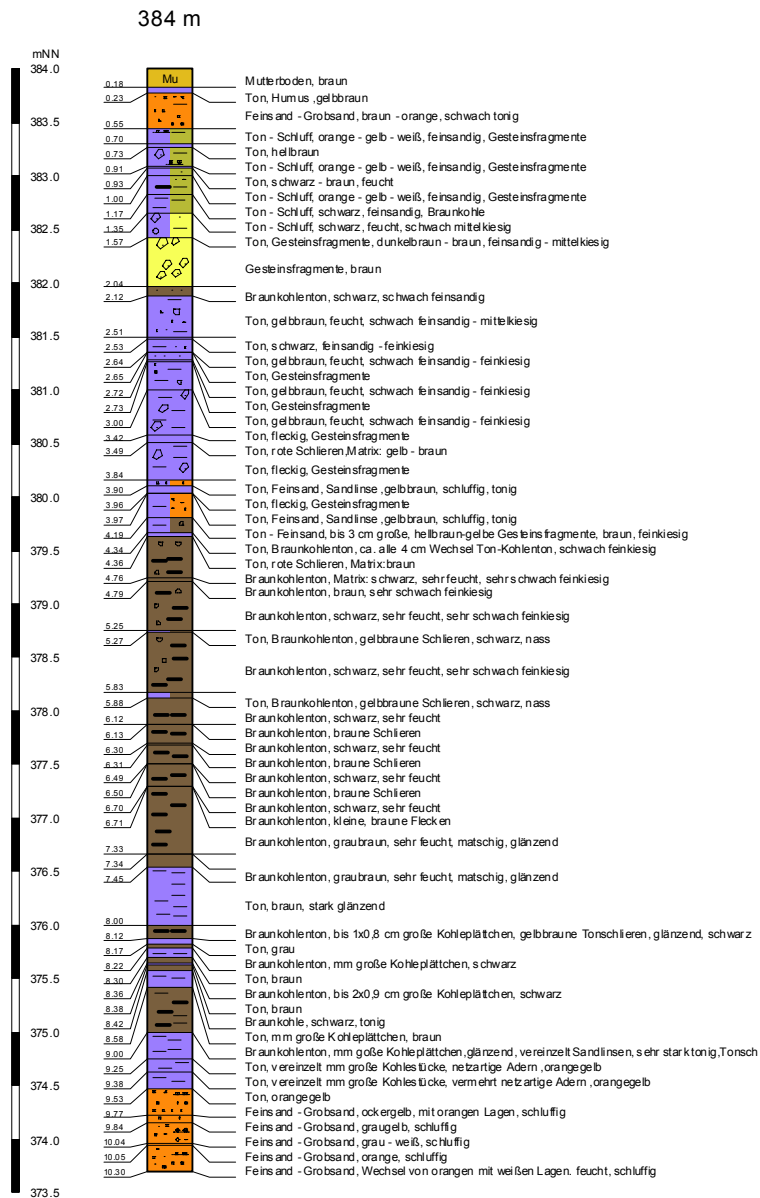 384 m
mNN
384.0
383.5
383.0
382.5
382.0
381.5
381.0
380.5
380.0
379.5
379.0
378.5
378.0
377.5
377.0
376.5
376.0
375.5
375.0
374.5
374.0
373.5
Mu
0.18
0.23
0.55
0.70
0.73
0.91
0.93
1.00
1.17
1.35
1.57
2.04
2.12
2.51
2.53
2.64
2.65
2.72
2.73
3.00
3.42
3.49
3.84
3.90
3.96
3.97
4.19
4.34
4.36
4.76
4.79
5.25
5.27
5.83
5.88
6.12
6.13
6.30
6.31
6.49
6.50
6.70
6.71
7.33
7.34
7.45
8.00
8.12
8.17
8.22
8.30
8.36
8.38
8.42
8.58
9.00
9.25
9.38
9.53
9.77
9.84
10.04
10.05
10.30
Mutterboden, braun
Ton, Humus ,gelbbraun
Feinsand - Grobsand, braun - orange, schwach tonig
Ton - Schluff, orange - gelb - weiß, feinsandig, Gesteinsfragmente
Ton, hellbraun
Ton - Schluff, orange - gelb - weiß, feinsandig, Gesteinsfragmente
Ton, schwarz - braun, feucht
Ton - Schluff, orange - gelb - weiß, feinsandig, Gesteinsfragmente
Ton - Schluff, schwarz, feinsandig, Braunkohle
Ton - Schluff, schwarz, feucht, schwach mittelkiesig
Ton, Gesteinsfragmente, dunkelbraun - braun, feinsandig - mittelkiesig
Gesteinsfragmente, braun
Braunkohlenton, schwarz, schwach feinsandig
Ton, gelbbraun, feucht, schwach feinsandig - mittelkiesig
Ton, schwarz, feinsandig - feinkiesig
Ton, gelbbraun, feucht, schwach feinsandig - feinkiesig
Ton, Gesteinsfragmente
Ton, gelbbraun, feucht, schwach feinsandig - feinkiesig
Ton, Gesteinsfragmente
Ton, gelbbraun, feucht, schwach feinsandig - feinkiesig
Ton, fleckig, Gesteinsfragmente
Ton, rote Schlieren,Matrix: gelb - braun
Ton, fleckig, Gesteinsfragmente
Ton, Feinsand, Sandlinse ,gelbbraun, schluffig, tonig
Ton, fleckig, Gesteinsfragmente
Ton, Feinsand, Sandlinse ,gelbbraun, schluffig, tonig
Ton - Feinsand, bis 3 cm große, hellbraun-gelbe Gesteinsfragmente, braun, feinkiesig
Ton, Braunkohlenton, ca. alle 4 cm Wechsel Ton-Kohlenton, schwach feinkiesig
Ton, rote Schlieren, Matrix:braun
Braunkohlenton, Matrix: schwarz, sehr feucht, sehr schwach feinkiesig
Braunkohlenton, braun, sehr schwach feinkiesig
Braunkohlenton, schwarz, sehr feucht, sehr schwach feinkiesig
Ton, Braunkohlenton, gelbbraune Schlieren, schwarz, nass
Braunkohlenton, schwarz, sehr feucht, sehr schwach feinkiesig
Ton, Braunkohlenton, gelbbraune Schlieren, schwarz, nass
Braunkohlenton, schwarz, sehr feucht
Braunkohlenton, braune Schlieren
Braunkohlenton, schwarz, sehr feucht
Braunkohlenton, braune Schlieren
Braunkohlenton, schwarz, sehr feucht
Braunkohlenton, braune Schlieren
Braunkohlenton, schwarz, sehr feucht
Braunkohlenton, kleine, braune Flecken
Braunkohlenton, graubraun, sehr feucht, matschig, glänzend
Braunkohlenton, graubraun, sehr feucht, matschig, glänzend
Ton, braun, stark glänzend
Braunkohlenton, bis 1x0,8 cm große Kohleplättchen, gelbbraune Tonschlieren, glänzend, schwarz
Ton, grau
Braunkohlenton, mm große Kohleplättchen, schwarz
Ton, braun
Braunkohlenton, bis 2x0,9 cm große Kohleplättchen, schwarz
Ton, braun
Braunkohle, schwarz, tonig
Ton, mm große Kohleplättchen, braun
Braunkohlenton, mm goße Kohleplättchen,glänzend, vereinzelt Sandlinsen, sehr stark tonig,Tonsch
Ton, vereinzelt mm große Kohlestücke, netzartige Adern ,orangegelb
Ton, vereinzelt mm große Kohlestücke, vermehrt netzartige Adern ,orangegelb
Ton, orangegelb
Feinsand - Grobsand, ockergelb, mit orangen Lagen, schluffig
Feinsand - Grobsand, graugelb, schluffig
Feinsand - Grobsand, grau - weiß, schluffig
Feinsand - Grobsand, orange, schluffig
Feinsand - Grobsand, Wechsel von orangen mit weißen Lagen. feucht, schluffig